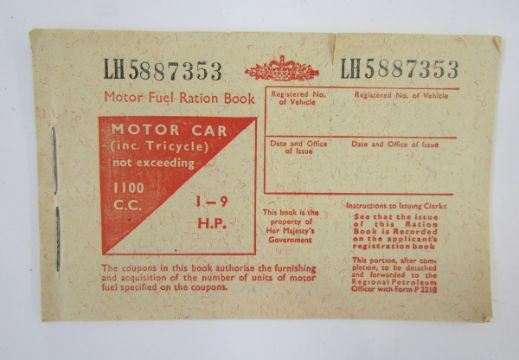 LH5887353
LH5887353
Motor Fuel Ration Book
MOTOR CAR
(inc. Tricycle)
not exceeding
1100
C.C.
1 – 9
H.P.
Registered No.
of Vehicle
Registered No. of Vehicle
Date and Office
of Issue
Date and Office of Issue
This book is the
property of
Her Majesty's
Government
Instructions to Issuing Clerks
See that the issue
of this Ration
Book is Recorded
on the applicant's
registration book
This portion, after com-
pletion, to be detached
and forwarded to the
Regional Petroleum
Officer with Form P 221B
The coupons in this book authorise the furnishing
and acquisition of the number of units of motor
fuel specified on the coupons.